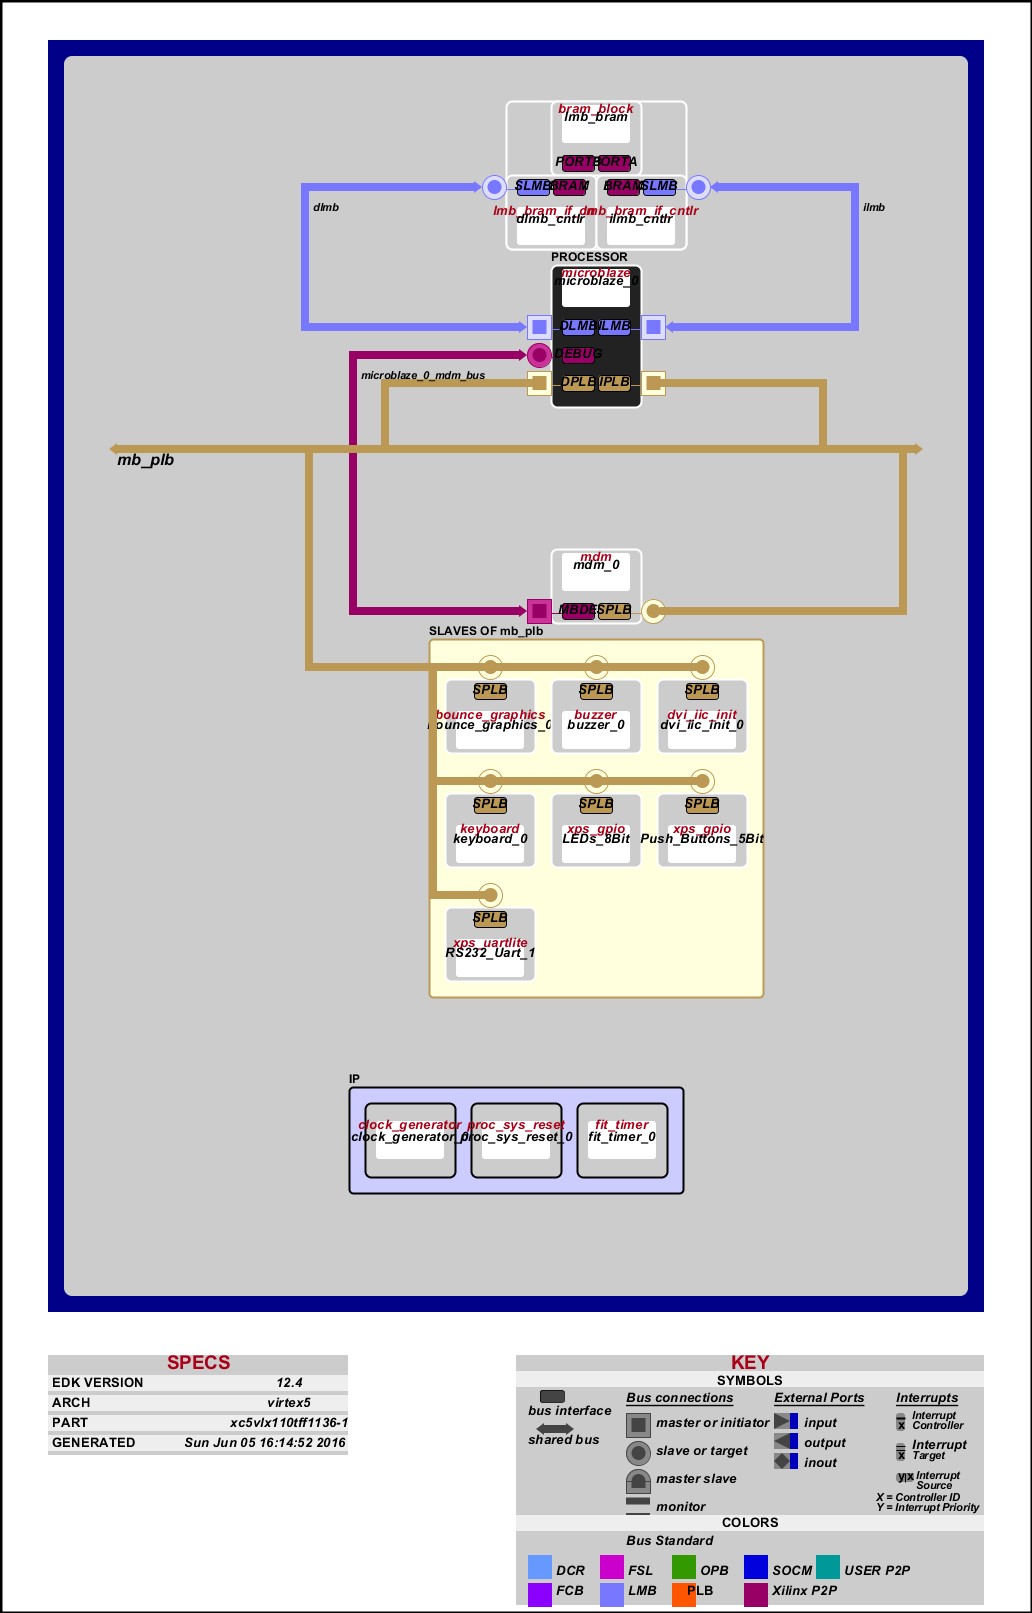 bram_block
lmb_bram
PORTB PORTA
SLMB BRAM BRAM SLMB
dlmb
ilmb
lmb_bram_if_cntlr lmb_bram_if_cntlr
dlmb_cntlr ilmb_cntlr
PROCESSOR
microblaze
microblaze_0
DLMB ILMB
DEBUG
microblaze_0_mdm_bus
DPLB IPLB
mb_plb
mdm
mdm_0
SPLB
SLAVES OF mb_plb
SPLB SPLB SPLB
bounce_graphics buzzer dvi_iic_init
bounce_graphics_0 buzzer_0 dvi_iic_init_0
SPLB SPLB SPLB
keyboard xps_gpio xps_gpio
keyboard_0 LEDs_8Bit Push_Buttons_5Bit
SPLB
xps_uartlite
RS232_Uart_1
IP
clock_generator proc_sys_reset fit_timer
clock_generator_0 proc_sys_reset_0 fit_timer_0
SPECS
EDK VERSION 12.4
ARCH virtex5
PART xc5vlx110tff1136-1
GENERATED Sun Jun 05 16:14:52 2016
KEY
SYMBOLS
bus interface
shared bus
Bus connections
master or initiator
slave or target
master slave
monitor
External Ports
input
output
inout
Interrupts
Interrupt
Controller
Interrupt
Target
Interrupt
Source
X = Controller ID
Y = Interrupt Priority
COLORS
Bus Standard
DCR FSL OPB SOCM USER P2P
FCB LMB PLB Xilinx P2P